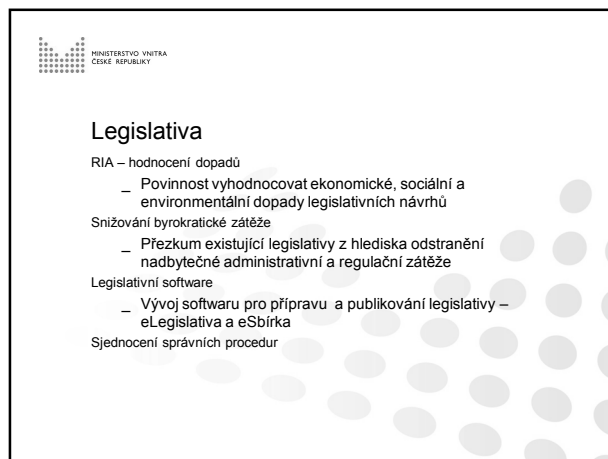 MINISTERSTVO VNITRA
ČESKÉ REPUBLIKY
Legislativa
RIA – hodnocení dopadů
_ Povinnost vyhodnocovat ekonomické, sociální a
environmentální dopady legislativních návrhů
Snižování byrokratické zátěže
_ Přezkum existující legislativy z hlediska odstranění
nadbytečné administrativní a regulační zátěže
Legislativní software
_ Vývoj softwaru pro přípravu a publikování legislativy –
eLegislativa a eSbírka
Sjednocení správních procedur